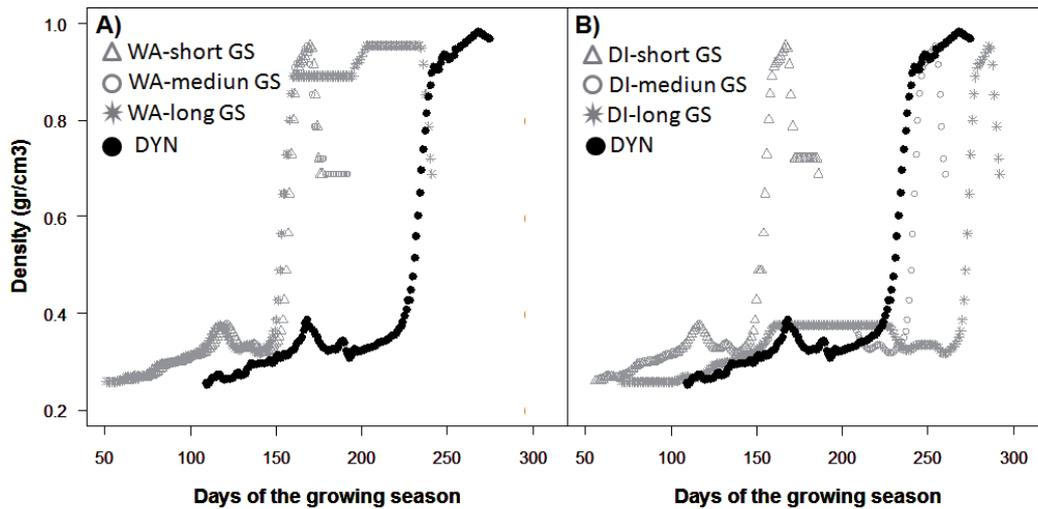 A)
WA-short GS
WA-mediun GS
WA-long GS
DYN
B)
DI-short GS
DI-mediun GS
DI-long GS
DYN
Density (gr/cm3)
1.0
0.8
0.6
0.4
0.2
50 100 150 200 250 300
50 100 150 200 250 300
Days of the growing season
Days of the growing season